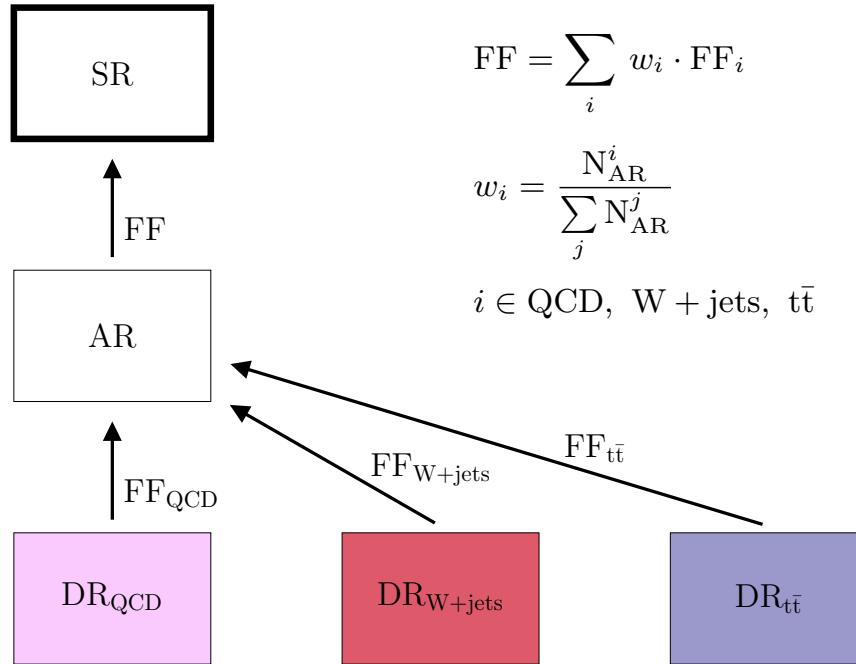 SR
FF = ∑_i w_i · FF_i
w_i = N^i_AR / ∑_j N^j_AR
FF
i ∈ QCD, W + jets, tt̄
AR
FF_tt̄
FF_W+jets
FF_QCD
DR_QCD
DR_W+jets
DR_tt̄